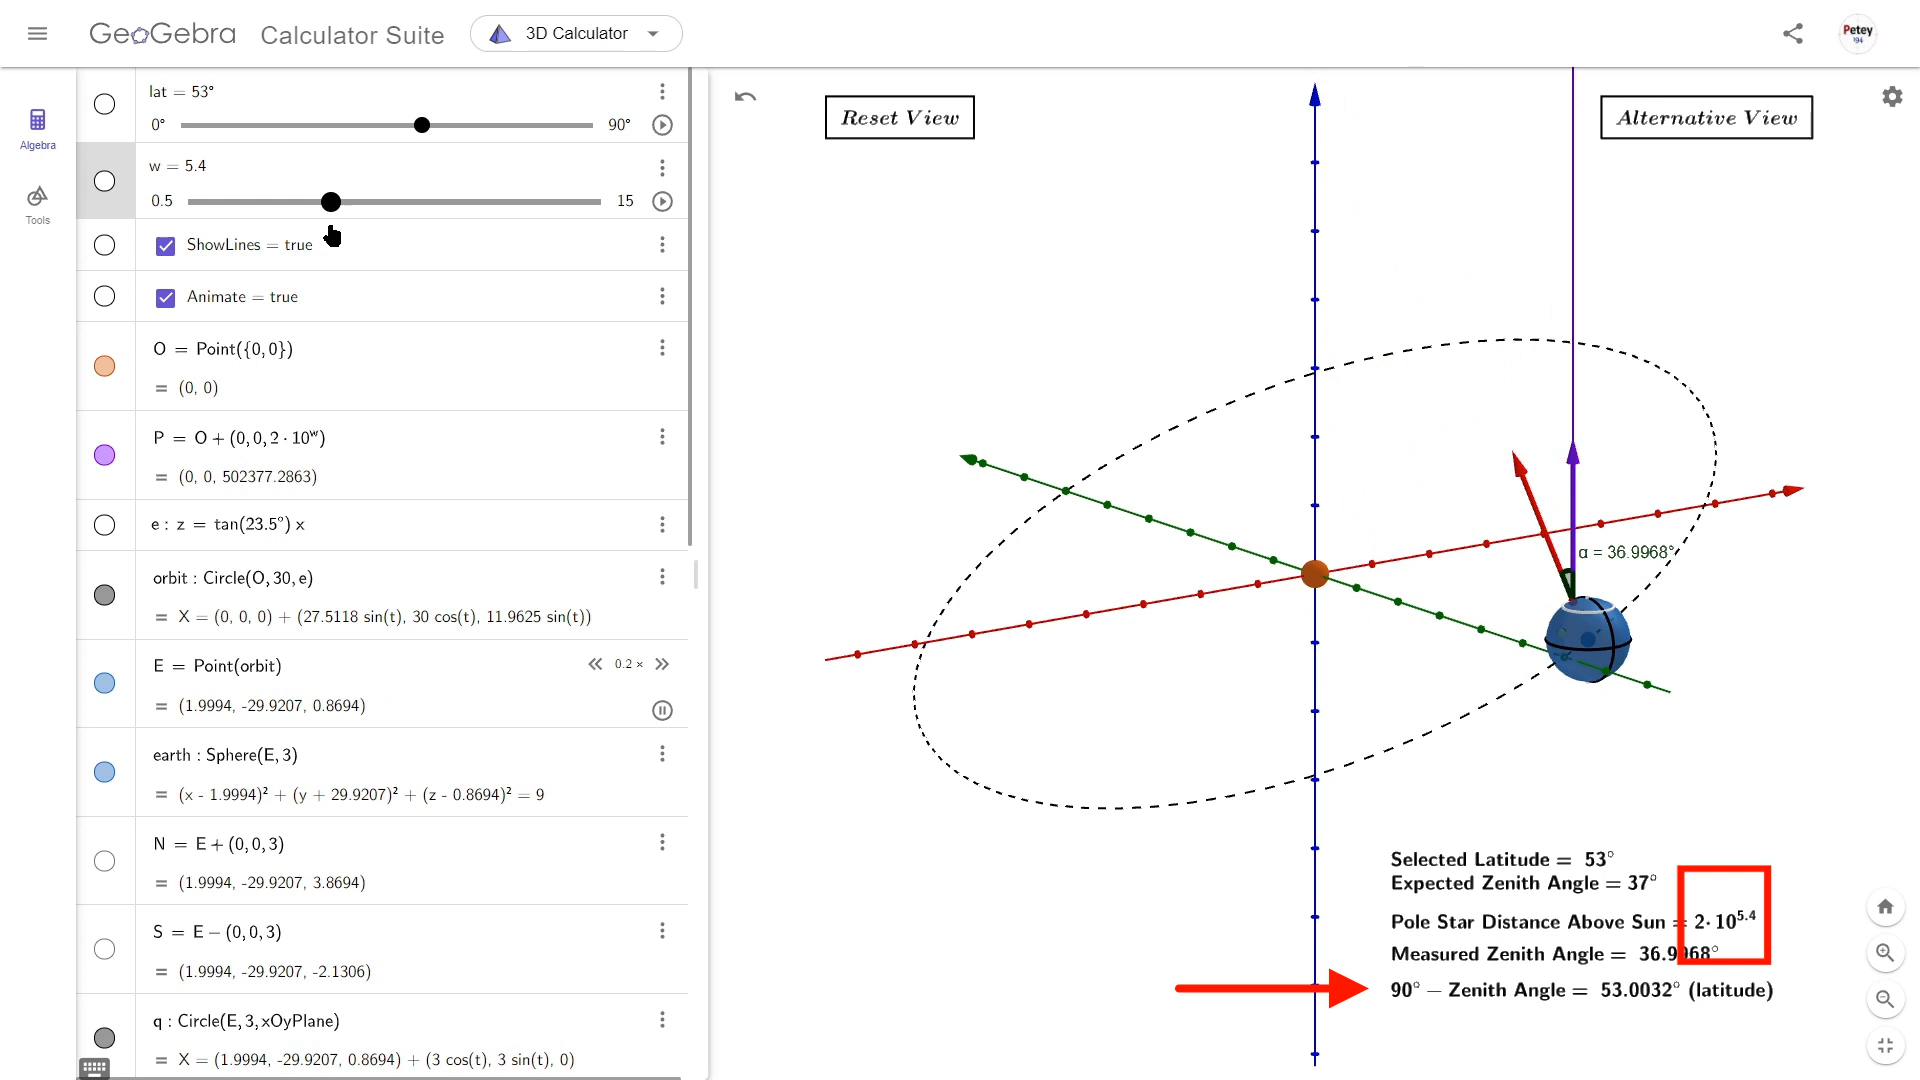 GeoGebra Calculator Suite 3D Calculator
Petey
'94
Algebra
Tools
lat = 53°
0° 90°
w = 5.4
0.5 15
ShowLines = true
Animate = true
O = Point({0, 0})
= (0, 0)
P = O + (0, 0, 2 · 10ʷ)
= (0, 0, 502377.2863)
e : z = tan(23.5°) x
orbit : Circle(O, 30, e)
= X = (0, 0, 0) + (27.5118 sin(t), 30 cos(t), 11.9625 sin(t))
E = Point(orbit)
0.2 ×
= (1.9994, -29.9207, 0.8694)
earth : Sphere(E, 3)
= (x - 1.9994)² + (y + 29.9207)² + (z - 0.8694)² = 9
N = E + (0, 0, 3)
= (1.9994, -29.9207, 3.8694)
S = E − (0, 0, 3)
= (1.9994, -29.9207, -2.1306)
q : Circle(E, 3, xOyPlane)
= X = (1.9994, -29.9207, 0.8694) + (3 cos(t), 3 sin(t), 0)
Reset View
Alternative View
α = 36.9968°
Selected Latitude = 53°
Expected Zenith Angle = 37°
Pole Star Distance Above Sun = 2· 10⁵·⁴
Measured Zenith Angle = 36.9968°
90° − Zenith Angle = 53.0032° (latitude)